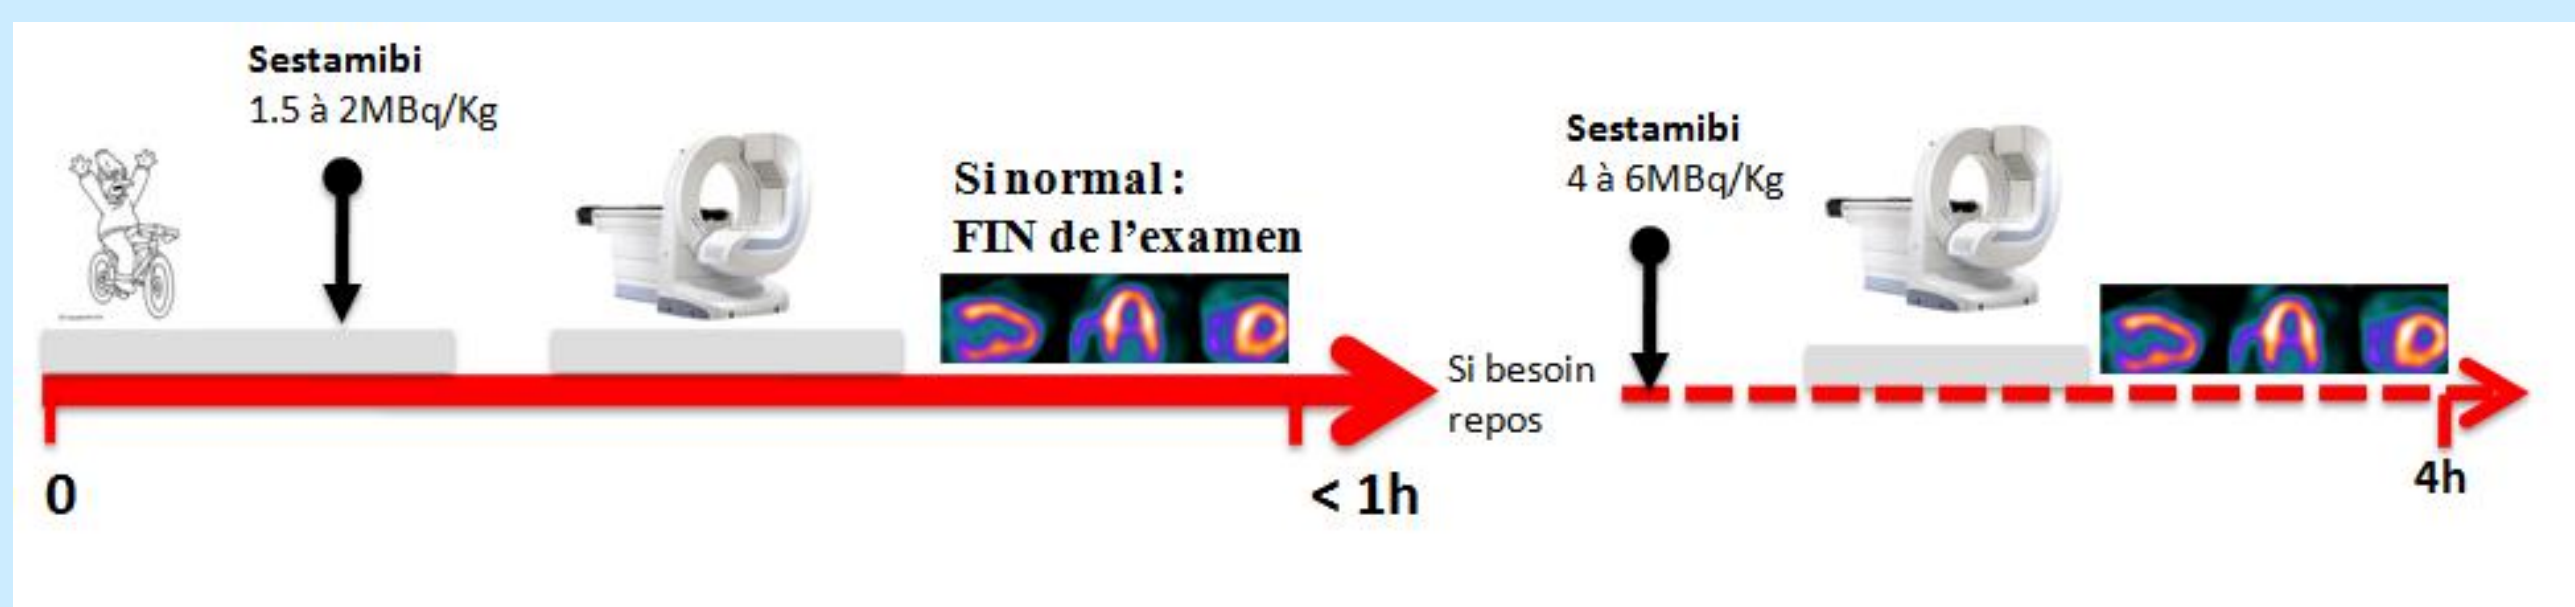 Sestamibi
1.5 à 2MBq/Kg
Si normal :
FIN de l'examen
Si besoin
repos
Sestamibi
4 à 6MBq/Kg
0
< 1h
4h